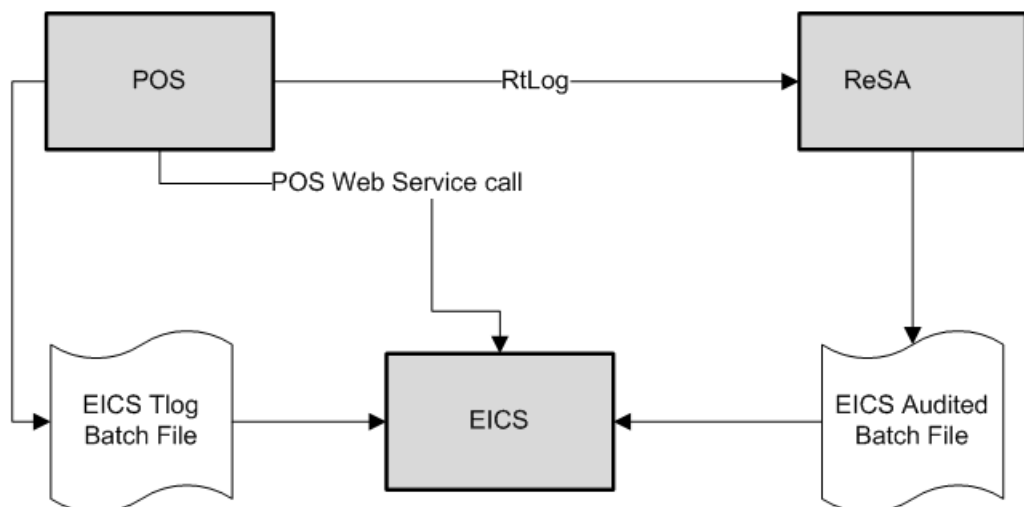 POS
RtLog
ReSA
POS Web Service call
EICS Tlog
Batch File
EICS
EICS Audited
Batch File